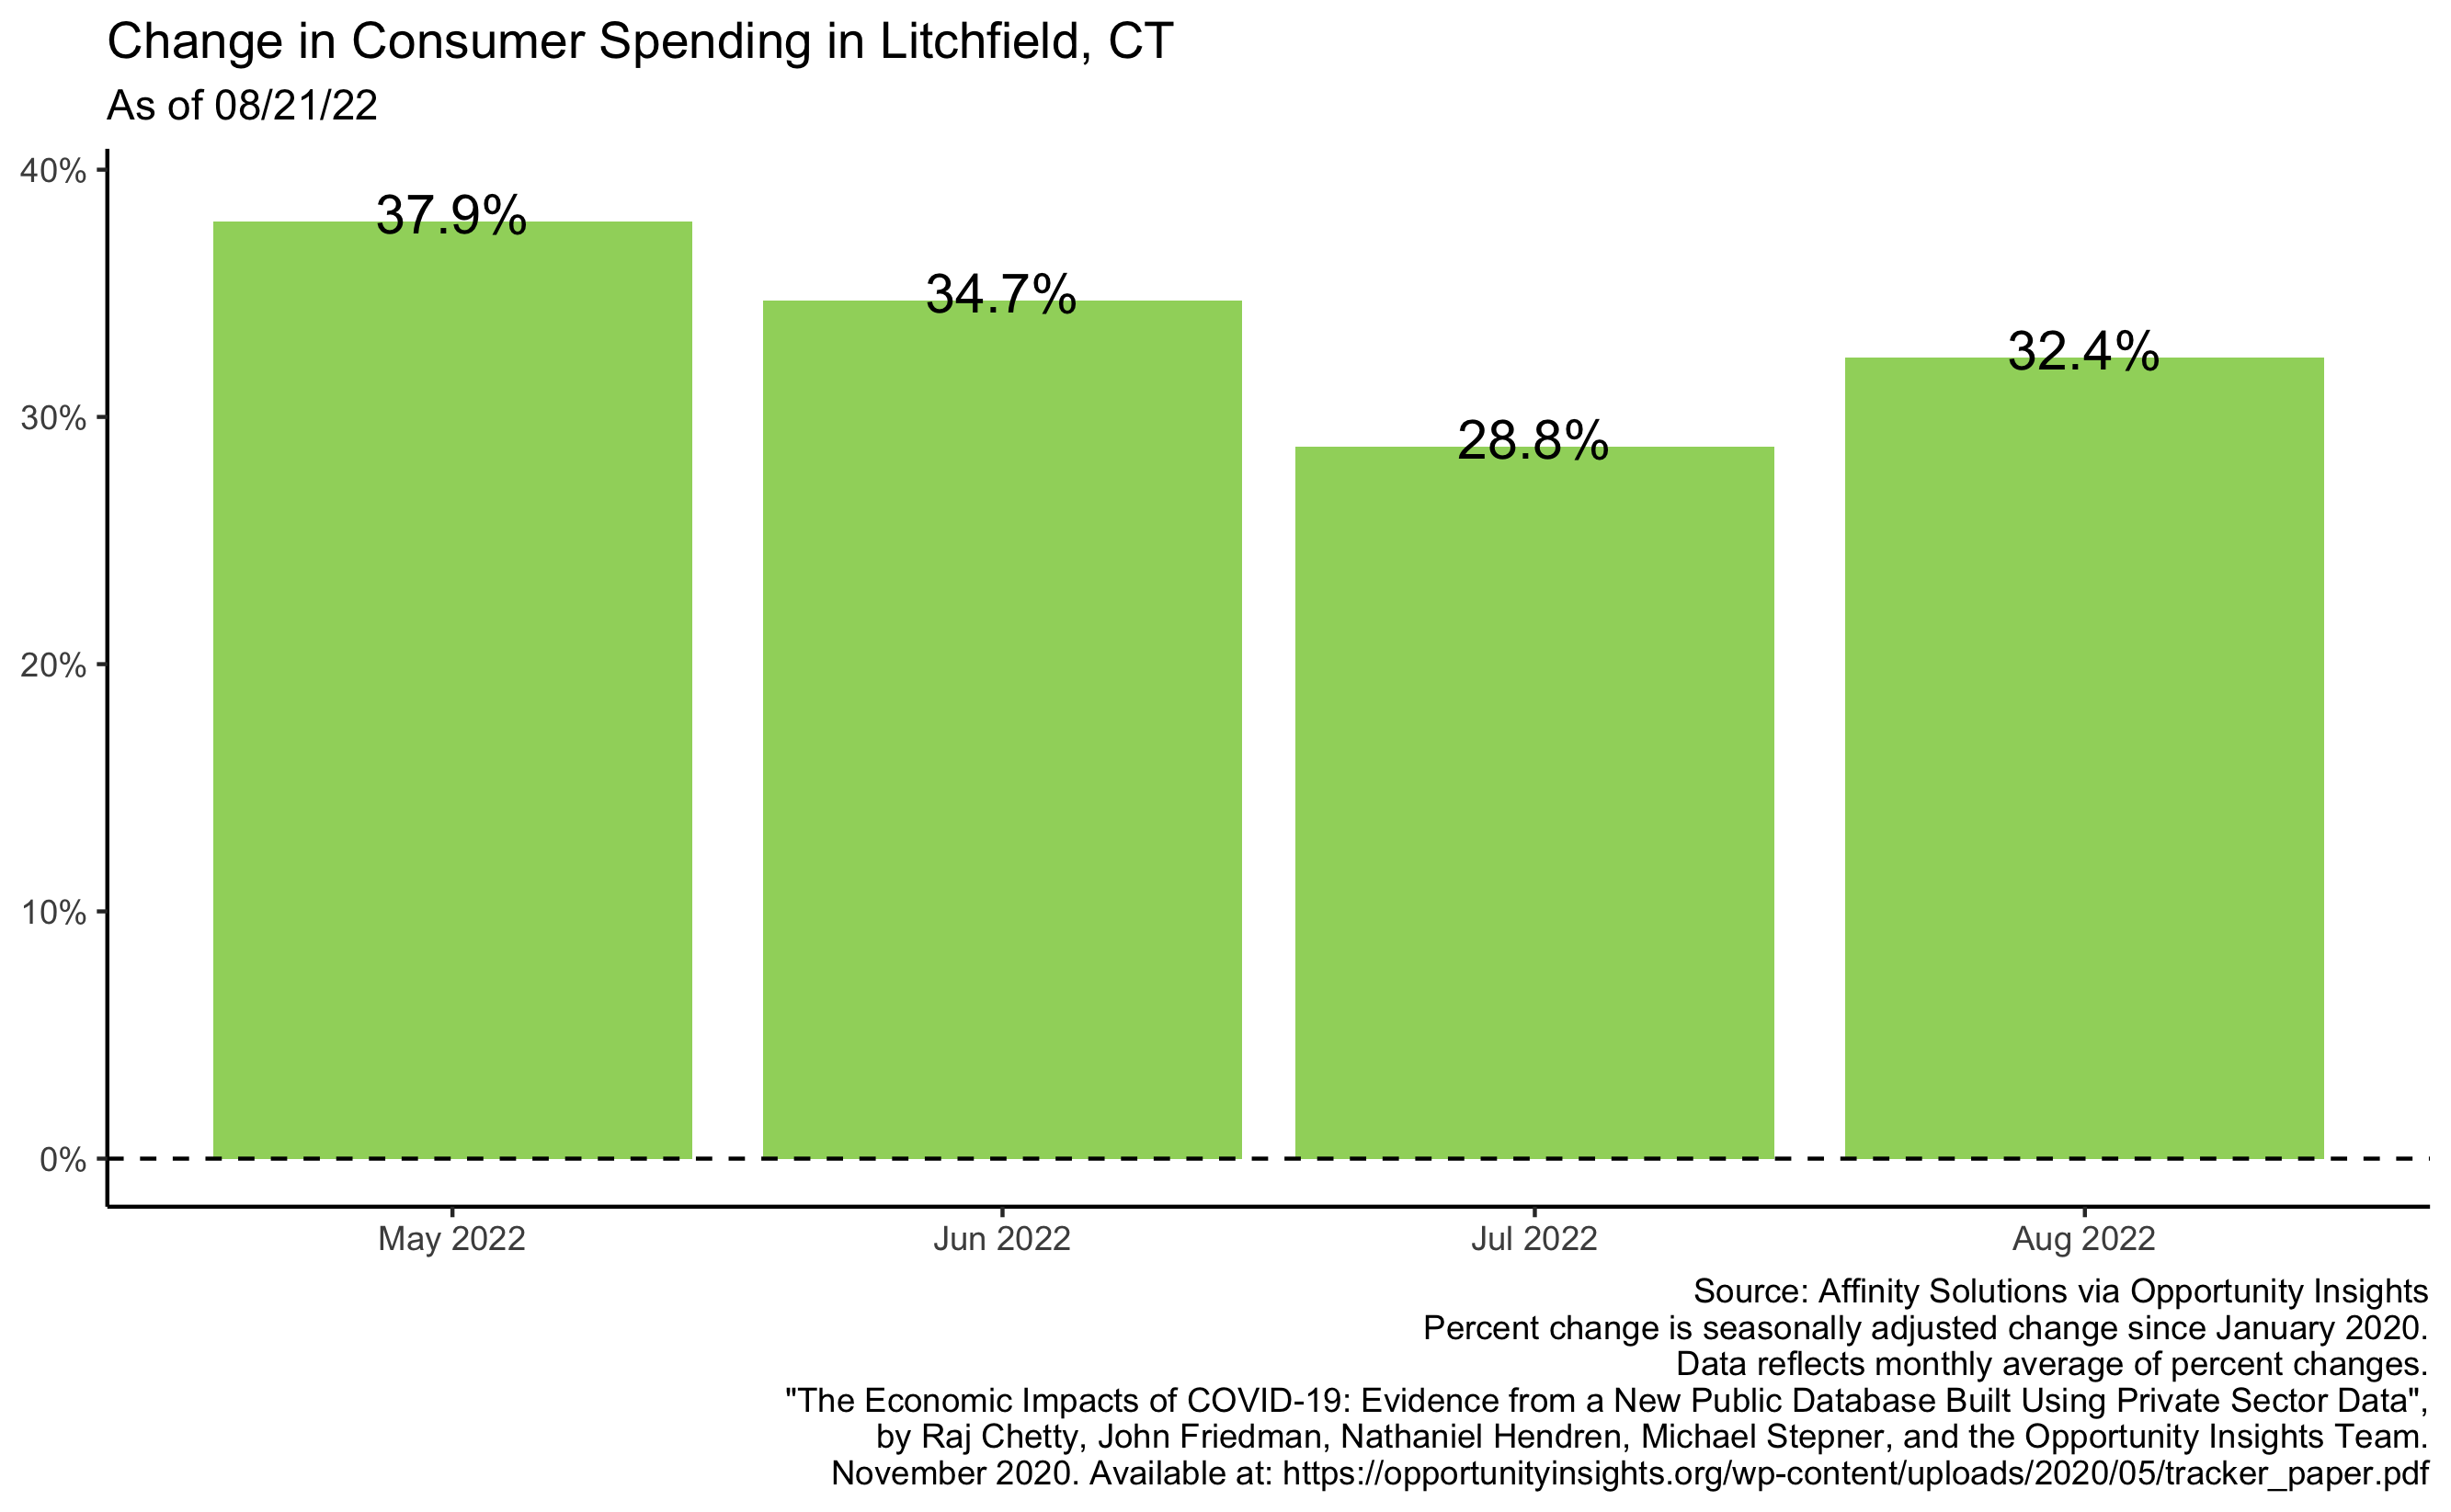 Change in Consumer Spending in Litchfield, CT
As of 08/21/22
40%
30%
20%
10%
0%
37.9%
34.7%
28.8%
32.4%
May 2022
Jun 2022
Jul 2022
Aug 2022
Source: Affinity Solutions via Opportunity Insights
Percent change is seasonally adjusted change since January 2020.
Data reflects monthly average of percent changes.
"The Economic Impacts of COVID-19: Evidence from a New Public Database Built Using Private Sector Data",
by Raj Chetty, John Friedman, Nathaniel Hendren, Michael Stepner, and the Opportunity Insights Team.
November 2020. Available at: https://opportunityinsights.org/wp-content/uploads/2020/05/tracker_paper.pdf